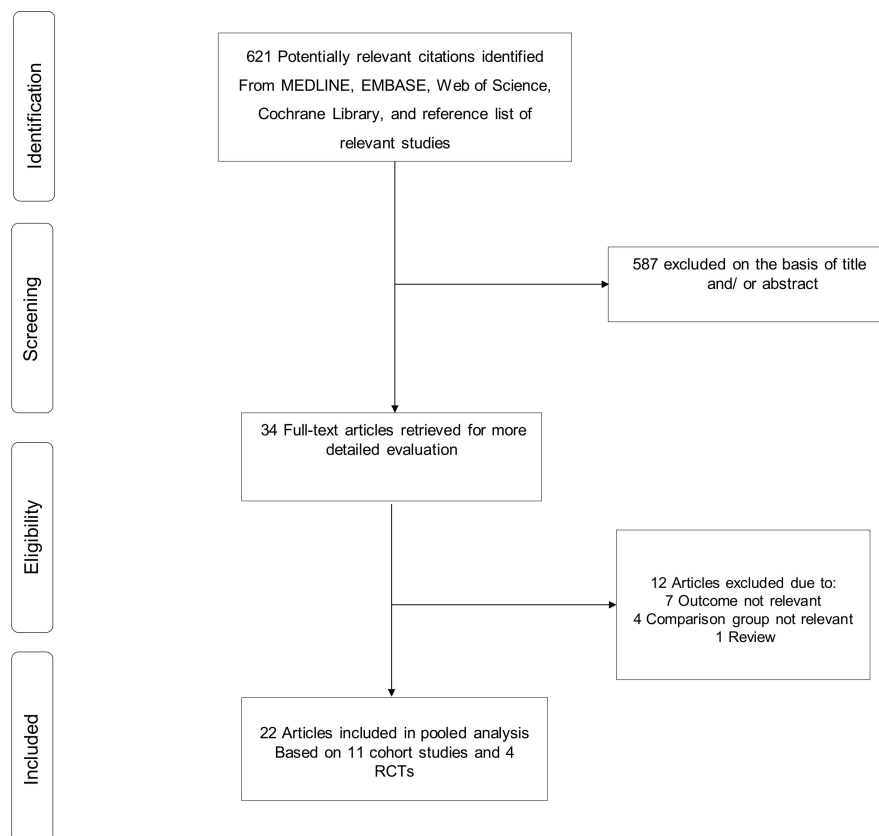 Identification
621 Potentially relevant citations identified
From MEDLINE, EMBASE, Web of Science,
Cochrane Library, and reference list of
relevant studies
Screening
587 excluded on the basis of title
and/ or abstract
34 Full-text articles retrieved for more
detailed evaluation
Eligibility
12 Articles excluded due to:
7 Outcome not relevant
4 Comparison group not relevant
1 Review
Included
22 Articles included in pooled analysis
Based on 11 cohort studies and 4
RCTs